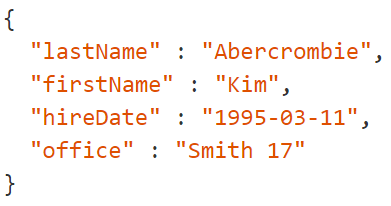 {
  "lastName" : "Abercrombie",
  "firstName" : "Kim",
  "hireDate" : "1995-03-11",
  "office" : "Smith 17"
}